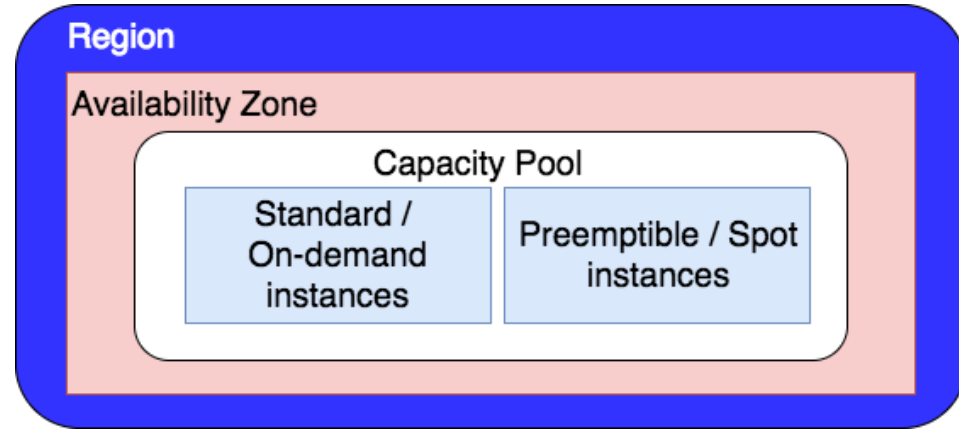 Region
Availability Zone
Capacity Pool
Standard /
On-demand
instances
Preemptible / Spot
instances